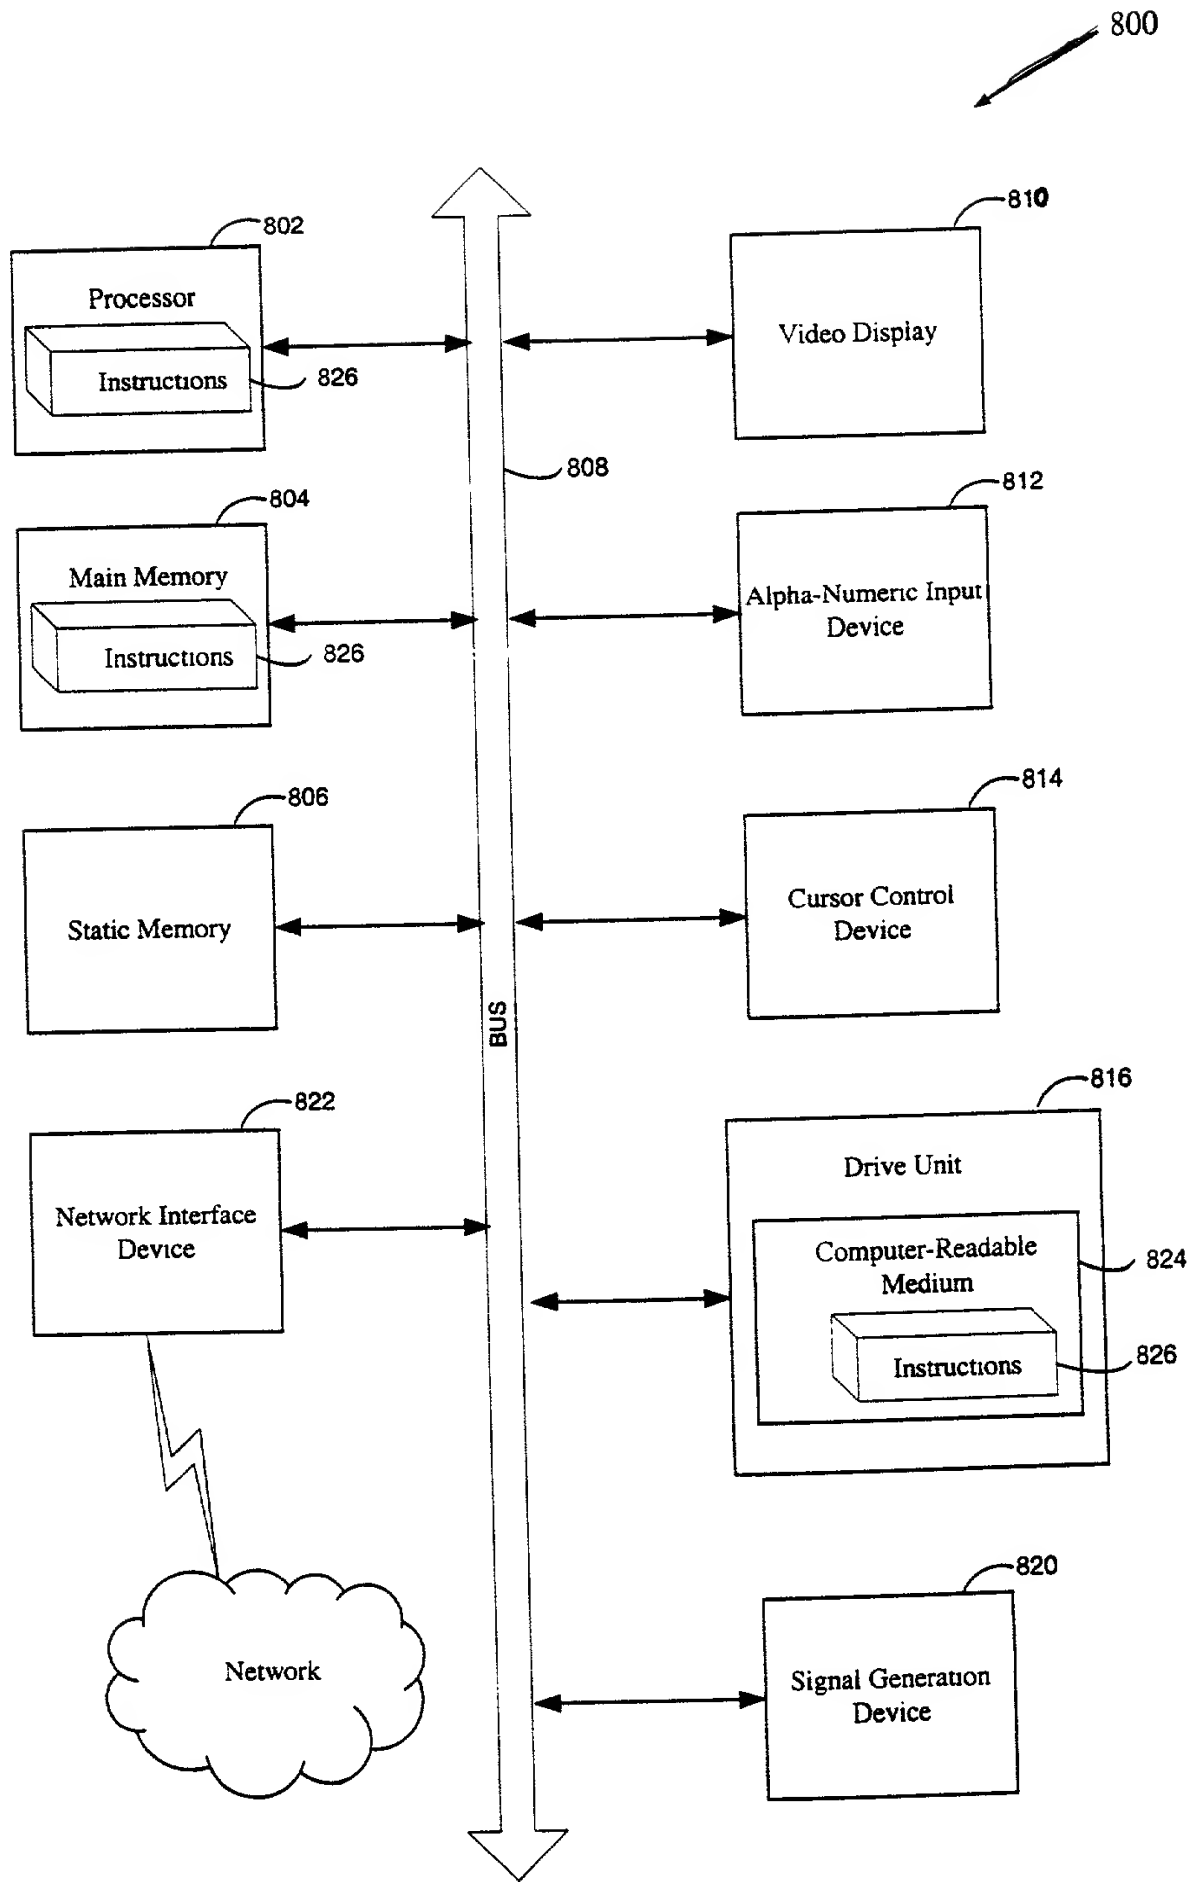 800
802
Processor
Instructions
826
810
Video Display
808
804
Main Memory
Instructions
826
812
Alpha-Numeric Input
Device
806
Static Memory
814
Cursor Control
Device
BUS
822
Network Interface
Device
816
Drive Unit
Computer-Readable
Medium
824
Instructions
826
Network
820
Signal Generation
Device